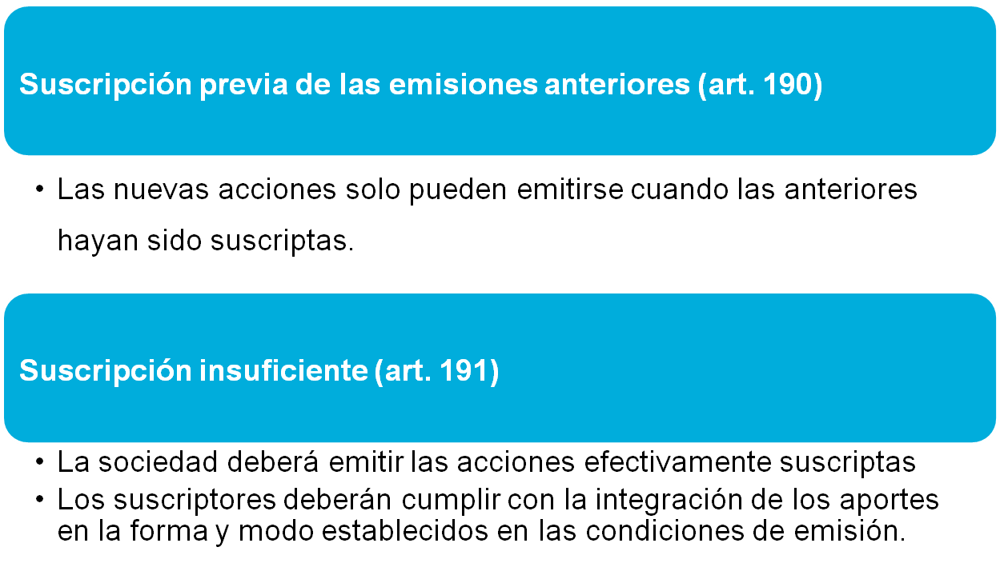 Suscripción previa de las emisiones anteriores (art. 190)
• Las nuevas acciones solo pueden emitirse cuando las anteriores
hayan sido suscriptas.
Suscripción insuficiente (art. 191)
• La sociedad deberá emitir las acciones efectivamente suscriptas
• Los suscriptores deberán cumplir con la integración de los aportes
en la forma y modo establecidos en las condiciones de emisión.